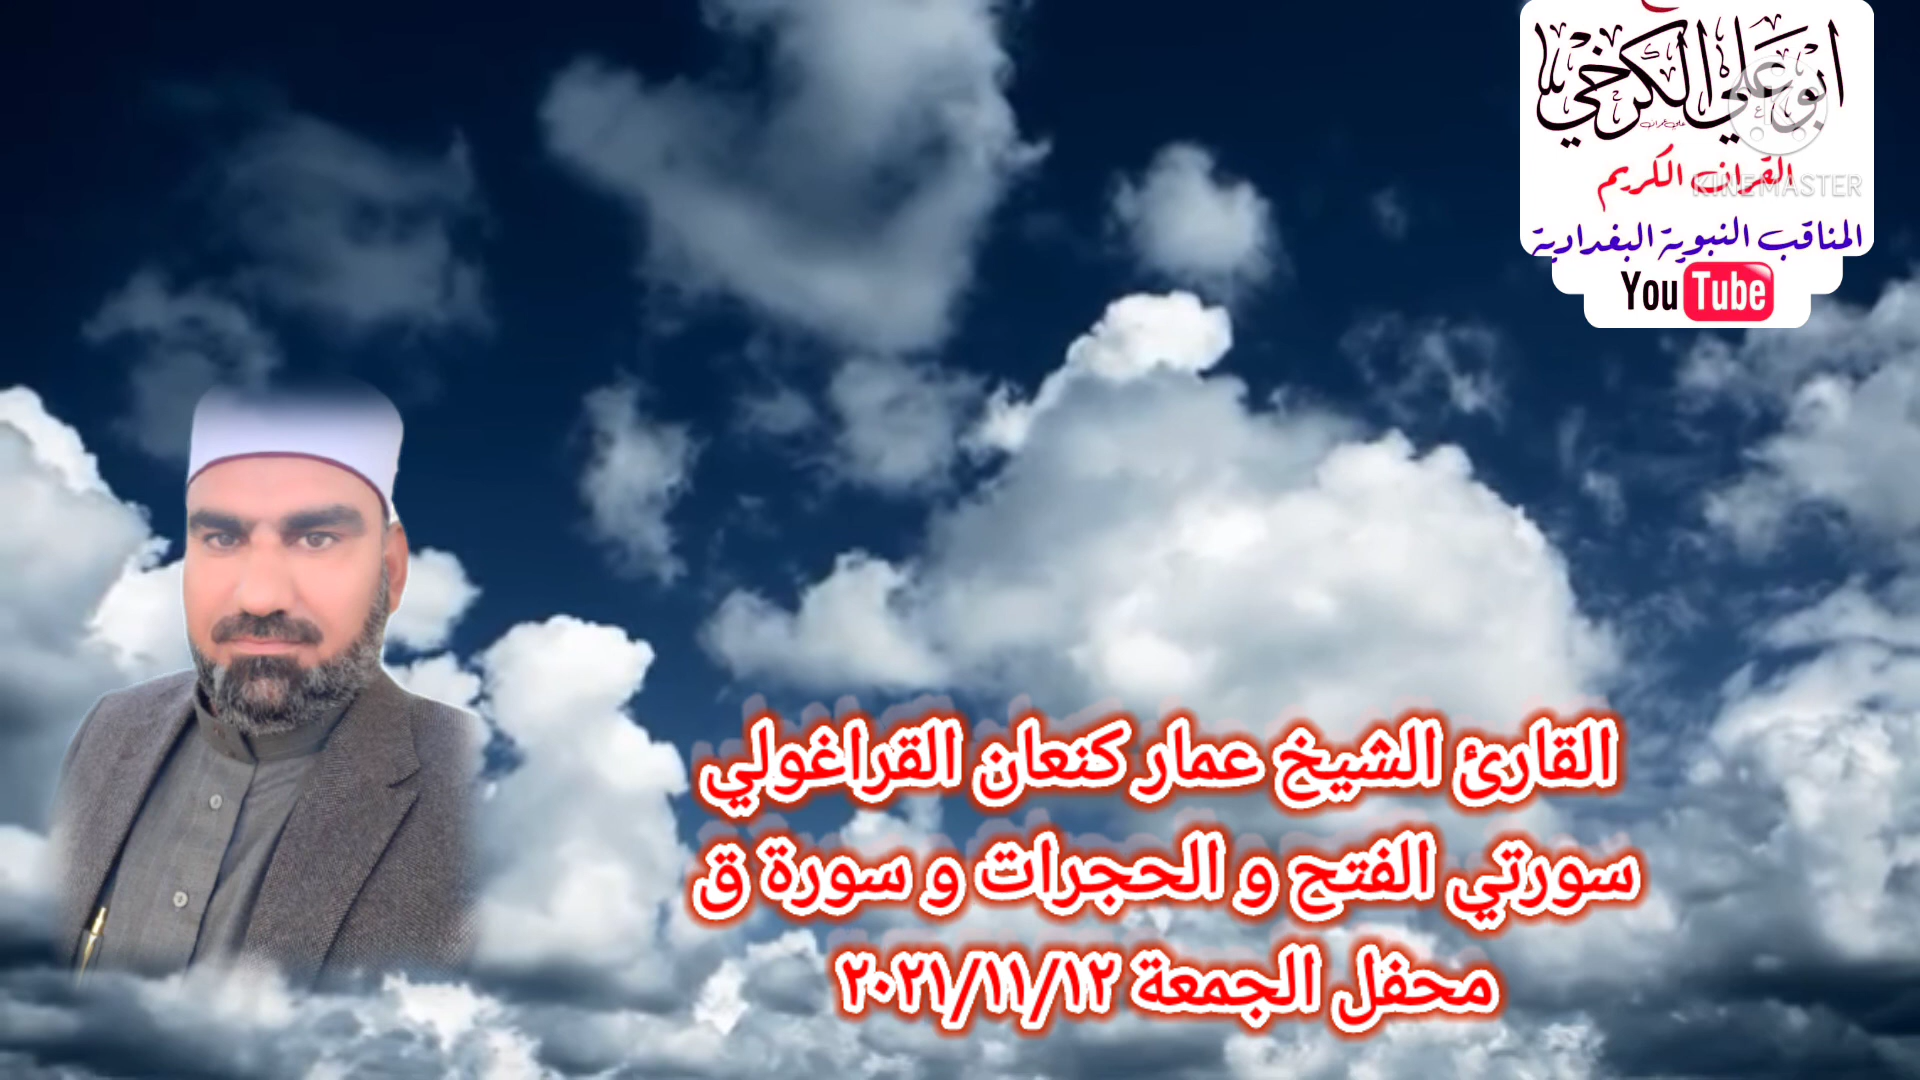 ابو علي الكرخي
القران الكريم
KINEMASTER
المناقب النبوية البغدادية
YouTube
القارئ الشيخ عمار كنعان القراغولي
سورتي الفتح و الحجرات و سورة ق
محفل الجمعة ٢٠٢١/١١/١٢